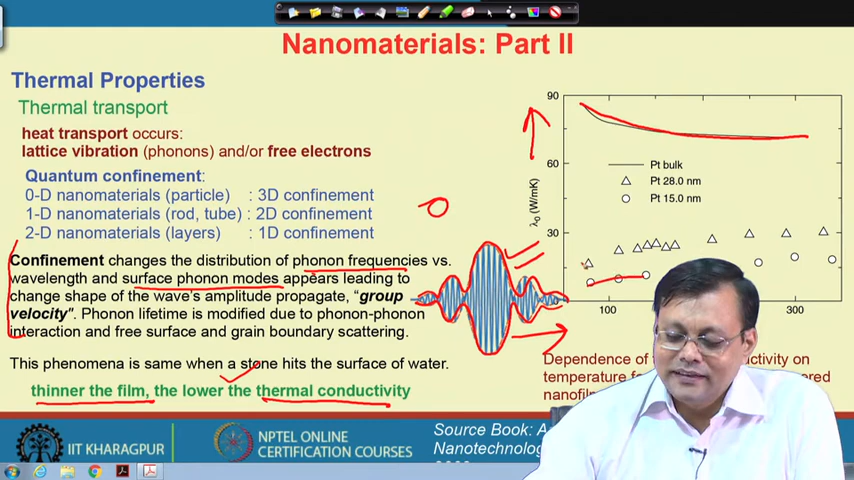 Nanomaterials: Part II
Thermal Properties
Thermal transport
heat transport occurs:
lattice vibration (phonons) and/or free electrons
Quantum confinement:
0-D nanomaterials (particle) : 3D confinement
1-D nanomaterials (rod, tube) : 2D confinement
2-D nanomaterials (layers) : 1D confinement
Confinement changes the distribution of phonon frequencies vs.
wavelength and surface phonon modes appears leading to
change shape of the wave's amplitude propagate, "group
velocity". Phonon lifetime is modified due to phonon-phonon
interaction and free surface and grain boundary scattering.
This phenomena is same when a stone hits the surface of water.
thinner the film, the lower the thermal conductivity
90
60
30
λ0 (W/mK)
Pt bulk
Pt 28.0 nm
Pt 15.0 nm
100
300
Dependence of
on
temperature
nanofil
IIT KHARAGPUR
NPTEL ONLINE
CERTIFICATION COURSES
Source Book:
Nanotechnolog